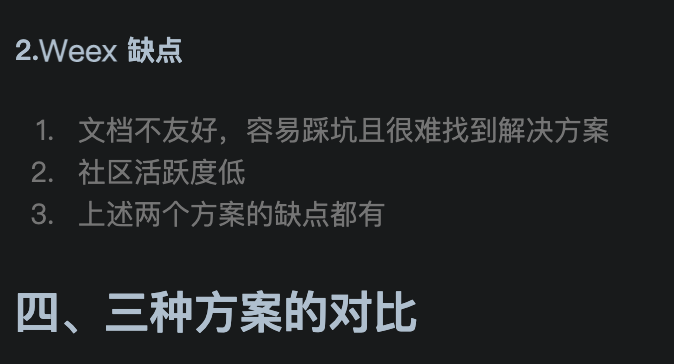 2.Weex 缺点
1. 文档不友好，容易踩坑且很难找到解决方案
2. 社区活跃度低
3. 上述两个方案的缺点都有
四、三种方案的对比